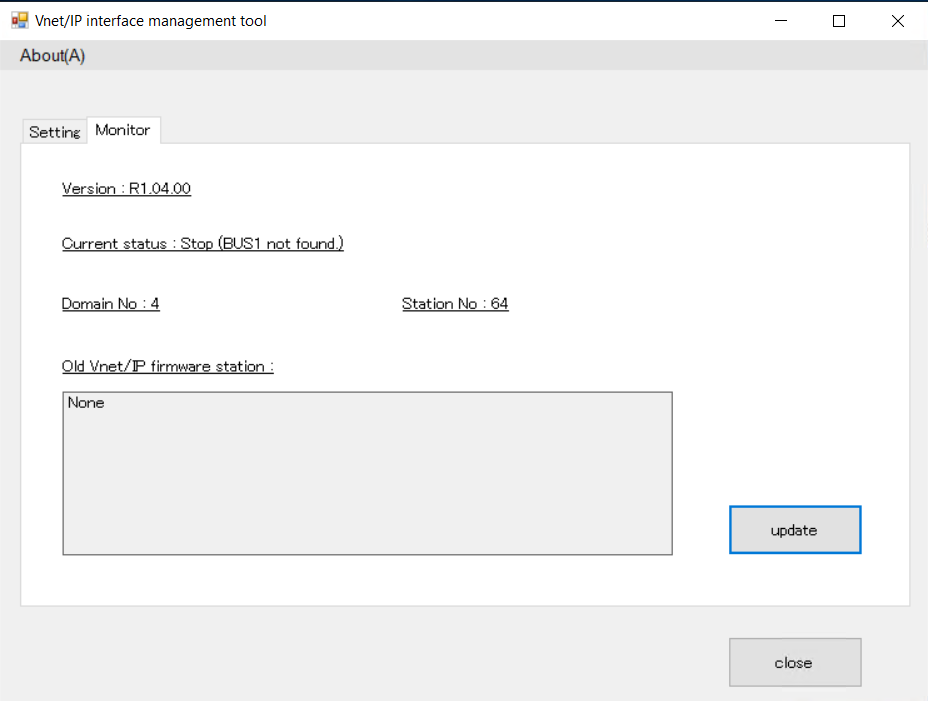 Vnet/IP interface management tool
About(A)
Setting Monitor
Version : R1.04.00
Current status : Stop (BUS1 not found.)
Domain No : 4 Station No : 64
Old Vnet/IP firmware station :
None
update
close